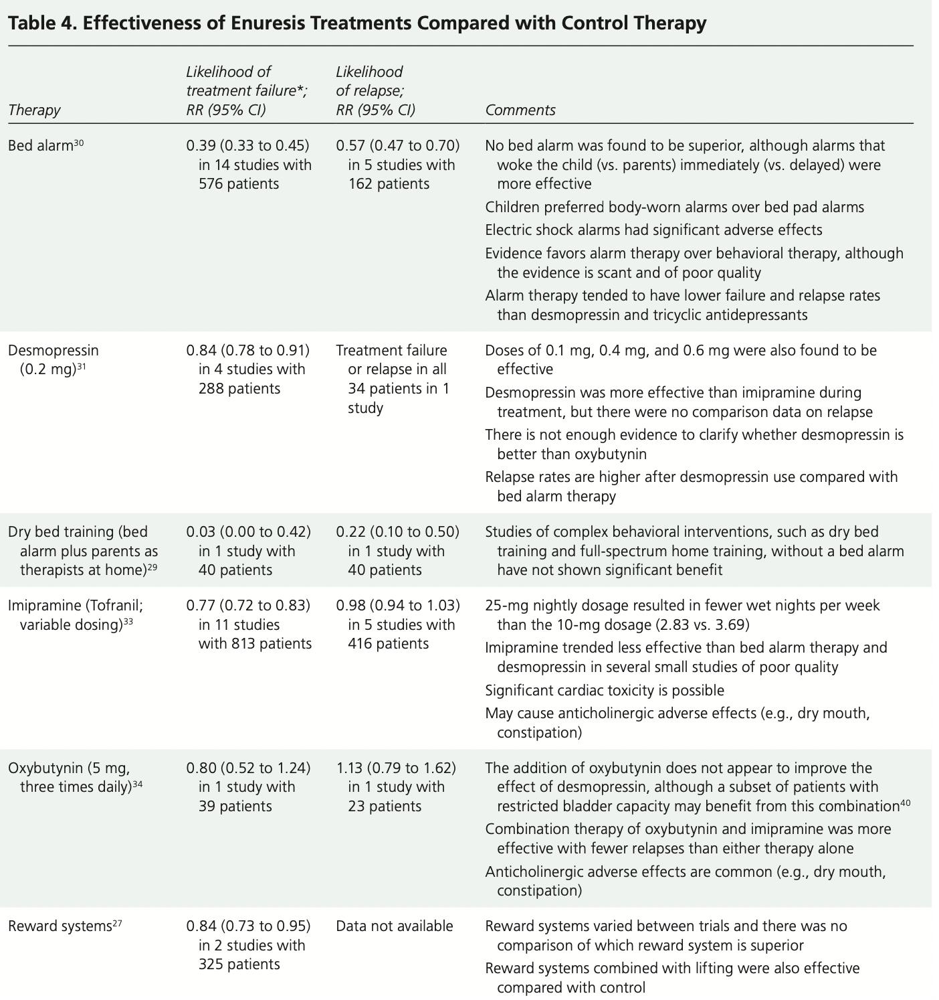 Table 4. Effectiveness of Enuresis Treatments Compared with Control Therapy
Therapy
Likelihood of
treatment failure*;
RR (95% CI)
Likelihood
of relapse;
RR (95% CI)
Comments
Bed alarm30
0.39 (0.33 to 0.45)
in 14 studies with
576 patients
0.57 (0.47 to 0.70)
in 5 studies with
162 patients
No bed alarm was found to be superior, although alarms that
woke the child (vs. parents) immediately (vs. delayed) were
more effective
Children preferred body-worn alarms over bed pad alarms
Electric shock alarms had significant adverse effects
Evidence favors alarm therapy over behavioral therapy, although
the evidence is scant and of poor quality
Alarm therapy tended to have lower failure and relapse rates
than desmopressin and tricyclic antidepressants
Desmopressin
(0.2 mg)31
0.84 (0.78 to 0.91)
in 4 studies with
288 patients
Treatment failure
or relapse in all
34 patients in 1
study
Doses of 0.1 mg, 0.4 mg, and 0.6 mg were also found to be
effective
Desmopressin was more effective than imipramine during
treatment, but there were no comparison data on relapse
There is not enough evidence to clarify whether desmopressin is
better than oxybutynin
Relapse rates are higher after desmopressin use compared with
bed alarm therapy
Dry bed training (bed
alarm plus parents as
therapists at home)29
0.03 (0.00 to 0.42)
in 1 study with
40 patients
0.22 (0.10 to 0.50)
in 1 study with
40 patients
Studies of complex behavioral interventions, such as dry bed
training and full-spectrum home training, without a bed alarm
have not shown significant benefit
Imipramine (Tofranil;
variable dosing)33
0.77 (0.72 to 0.83)
in 11 studies
with 813 patients
0.98 (0.94 to 1.03)
in 5 studies with
416 patients
25-mg nightly dosage resulted in fewer wet nights per week
than the 10-mg dosage (2.83 vs. 3.69)
Imipramine trended less effective than bed alarm therapy and
desmopressin in several small studies of poor quality
Significant cardiac toxicity is possible
May cause anticholinergic adverse effects (e.g., dry mouth,
constipation)
Oxybutynin (5 mg,
three times daily)34
0.80 (0.52 to 1.24)
in 1 study with
39 patients
1.13 (0.79 to 1.62)
in 1 study with
23 patients
The addition of oxybutynin does not appear to improve the
effect of desmopressin, although a subset of patients with
restricted bladder capacity may benefit from this combination40
Combination therapy of oxybutynin and imipramine was more
effective with fewer relapses than either therapy alone
Anticholinergic adverse effects are common (e.g., dry mouth,
constipation)
Reward systems27
0.84 (0.73 to 0.95)
in 2 studies with
325 patients
Data not available
Reward systems varied between trials and there was no
comparison of which reward system is superior
Reward systems combined with lifting were also effective
compared with control